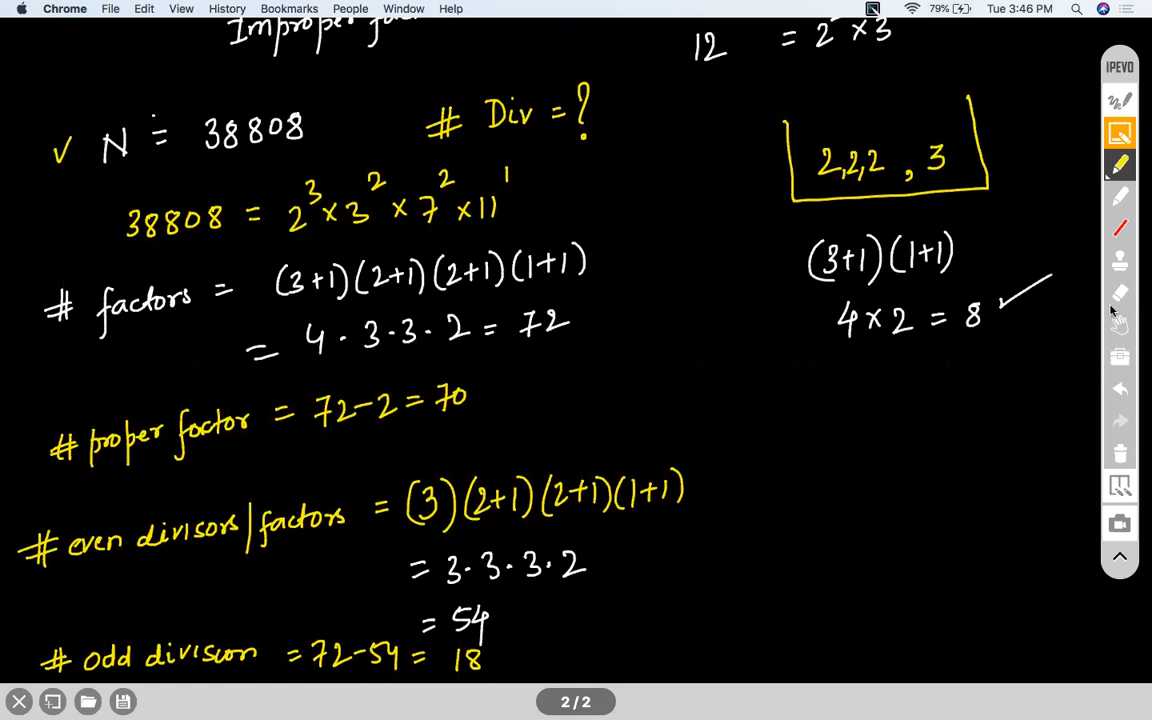 Chrome File Edit View History Bookmarks People Window Help 79% Tue 3:46 PM
Improper
12 = 2² × 3
IPEVO
✓ N = 38808 # Div = ?
2,2,2 , 3
38808 = 2³ × 3² × 7² × 11¹
(3+1)(1+1)
# factors = (3+1)(2+1)(2+1)(1+1)
4 × 2 = 8 ✓
= 4 · 3 · 3 · 2 = 72
# proper factor = 72-2 = 70
# even divisors/factors = (3)(2+1)(2+1)(1+1)
= 3·3·3·2
= 54
# odd division = 72-54 = 18
2/2